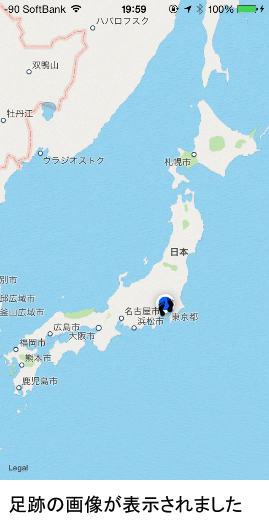 -90 SoftBank 19:59 100%
ハバロフスク
双鴨山
牡丹江
ウラジオストク
札幌市
日本
別市
邱広域市
釜山広域市
名古屋市
東京都
浜松市
広島市
大阪市
福岡市
熊本市
鹿児島市
Legal
足跡の画像が表示されました